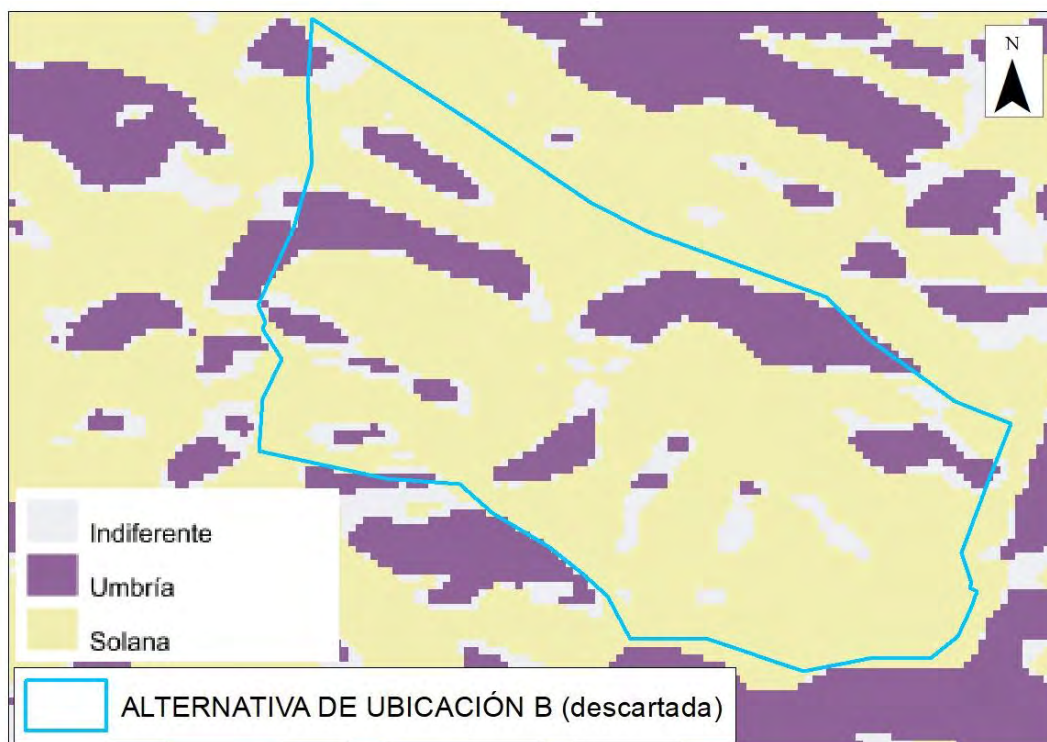 N
Indiferente
Umbría
Solana
ALTERNATIVA DE UBICACIÓN B (descartada)